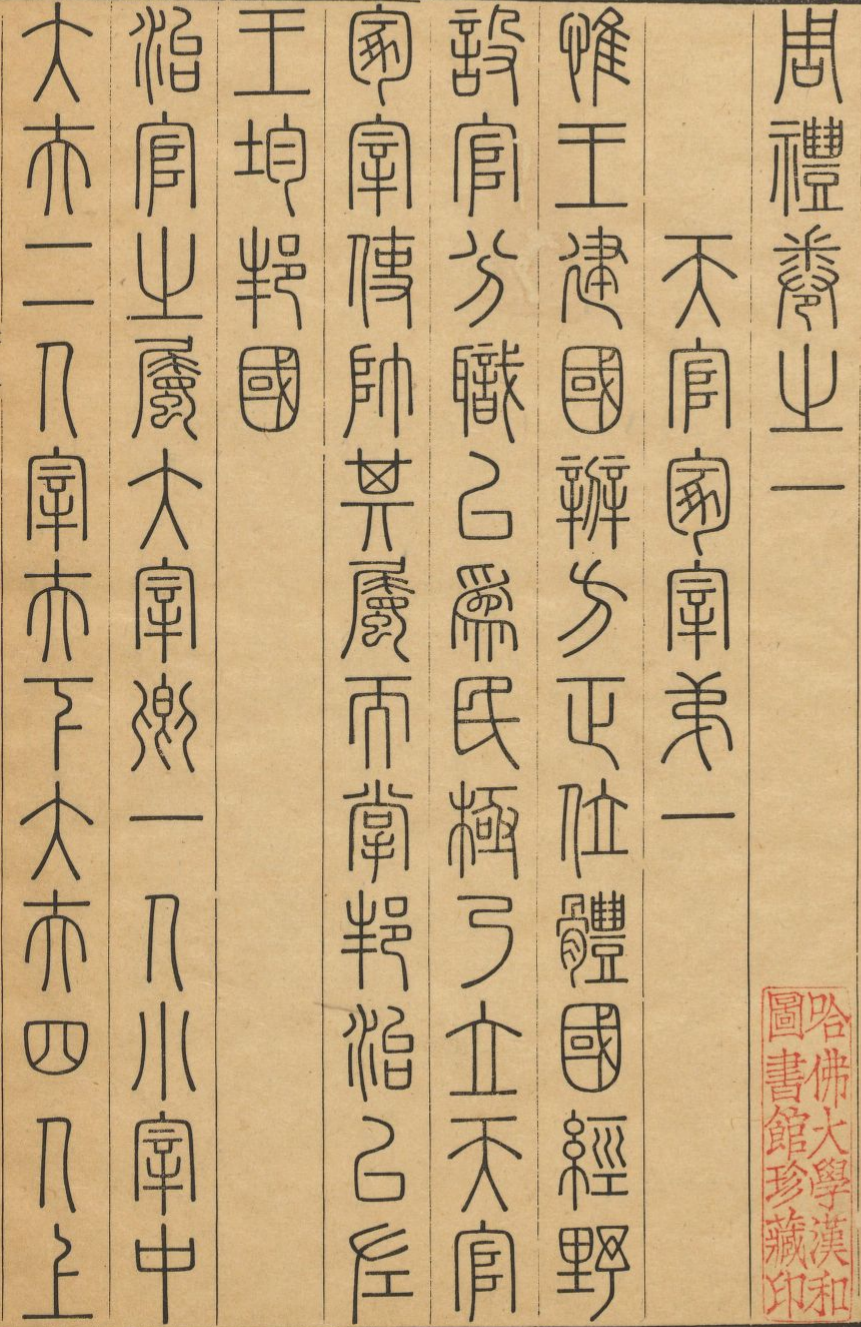 周禮卷之一
天官冢宰弟一
惟王建國辨方正位體國經野
設官分職㠯爲民極乃立天官
冢宰使帥其屬而掌邦治㠯左
王均邦國
治官之屬大宰卿一人小宰中
大夫二人宰夫下大夫四人上
哈佛大學漢和
圖書館珍藏印